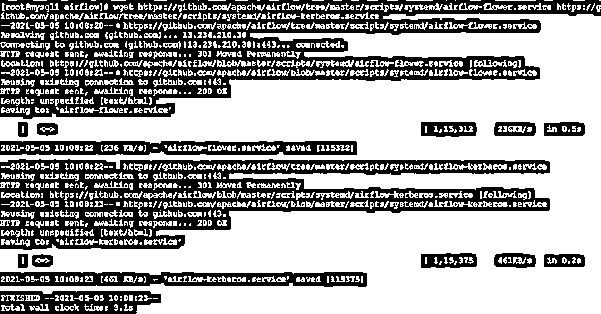 [root@mysql1 airflow]# wget https://github.com/apache/airflow/tree/master/scripts/systemd/airflow-flower.service https://g
ithub.com/apache/airflow/tree/master/scripts/systemd/airflow-kerberos.service
--2021-05-05 10:08:20-- https://github.com/apache/airflow/tree/master/scripts/systemd/airflow-flower.service
Resolving github.com (github.com)... 13.234.210.38
Connecting to github.com (github.com)|13.234.210.38|:443... connected.
HTTP request sent, awaiting response... 301 Moved Permanently
Location: https://github.com/apache/airflow/blob/master/scripts/systemd/airflow-flower.service [following]
--2021-05-05 10:08:21-- https://github.com/apache/airflow/blob/master/scripts/systemd/airflow-flower.service
Reusing existing connection to github.com:443.
HTTP request sent, awaiting response... 200 OK
Length: unspecified [text/html]
Saving to: ‘airflow-flower.service’
[ <=> ] 1,15,312 236KB/s in 0.5s
2021-05-05 10:08:22 (236 KB/s) - ‘airflow-flower.service’ saved [115312]
--2021-05-05 10:08:22-- https://github.com/apache/airflow/tree/master/scripts/systemd/airflow-kerberos.service
Reusing existing connection to github.com:443.
HTTP request sent, awaiting response... 301 Moved Permanently
Location: https://github.com/apache/airflow/blob/master/scripts/systemd/airflow-kerberos.service [following]
--2021-05-05 10:08:23-- https://github.com/apache/airflow/blob/master/scripts/systemd/airflow-kerberos.service
Reusing existing connection to github.com:443.
HTTP request sent, awaiting response... 200 OK
Length: unspecified [text/html]
Saving to: ‘airflow-kerberos.service’
[ <=> ] 1,15,375 461KB/s in 0.2s
2021-05-05 10:08:23 (461 KB/s) - ‘airflow-kerberos.service’ saved [115375]
FINISHED --2021-05-05 10:08:23--
Total wall clock time: 3.1s